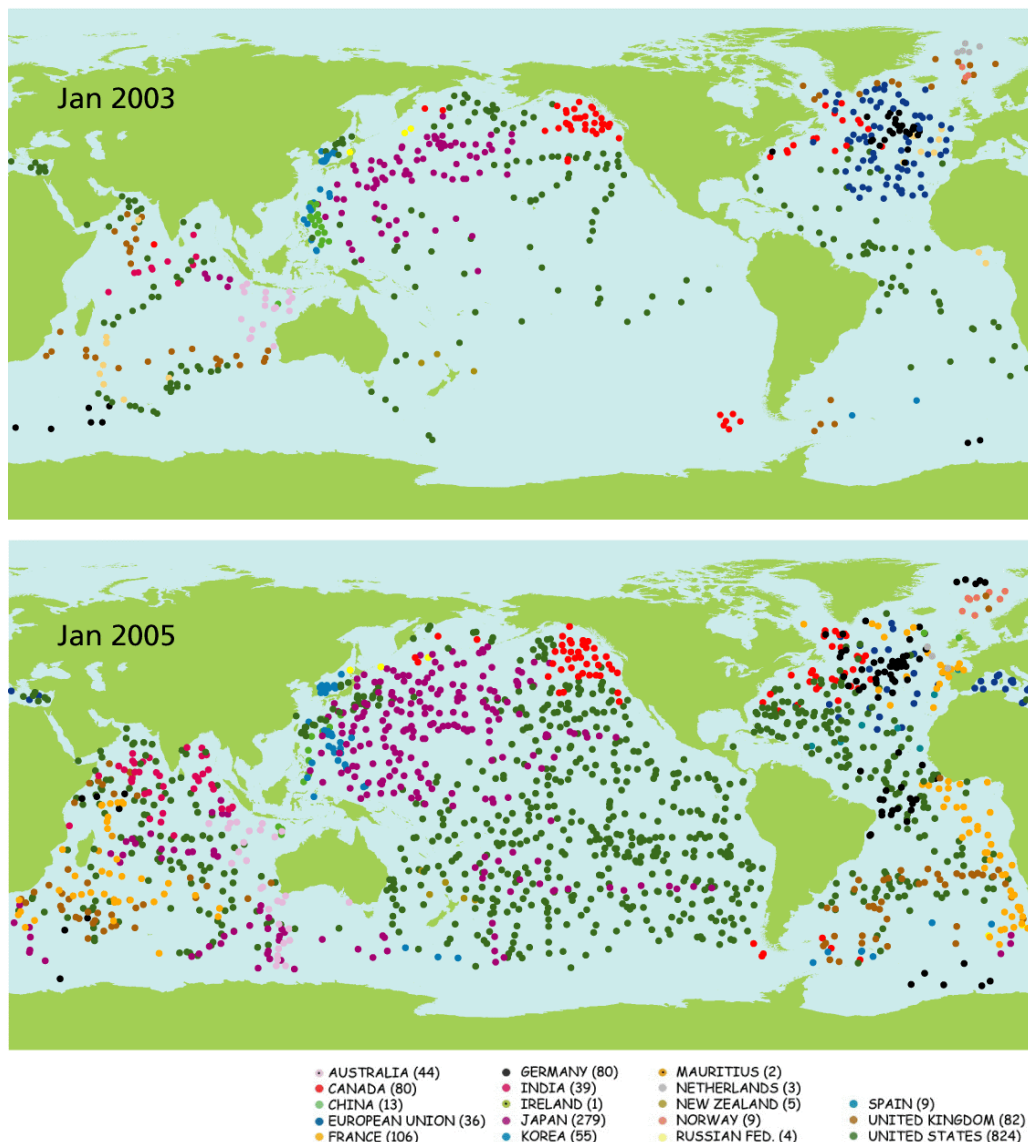 Jan 2003
Jan 2005
AUSTRALIA (44)
CANADA (80)
CHINA (13)
EUROPEAN UNION (36)
FRANCE (106)
GERMANY (80)
INDIA (39)
IRELAND (1)
JAPAN (279)
KOREA (55)
MAURITIUS (2)
NETHERLANDS (3)
NEW ZEALAND (5)
NORWAY (9)
RUSSIAN FED. (4)
SPAIN (9)
UNITED KINGDOM (82)
UNITED STATES (824)